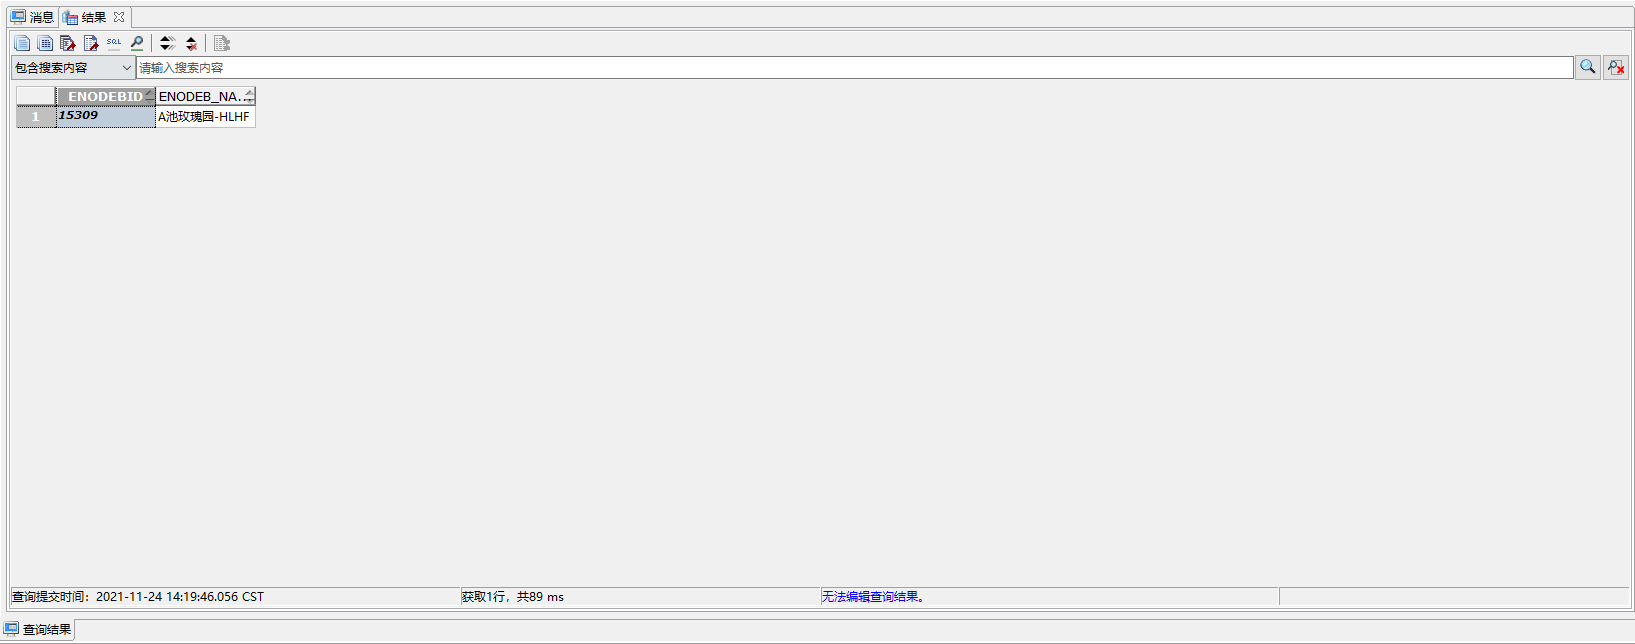 消息 结果
SQL
包含搜索内容 请输入搜索内容
ENODEBID ENODEB_NA...
1 15309 A池玫瑰园-HLHF
查询提交时间：2021-11-24 14:19:46.056 CST 获取1行，共89 ms 无法编辑查询结果。
查询结果